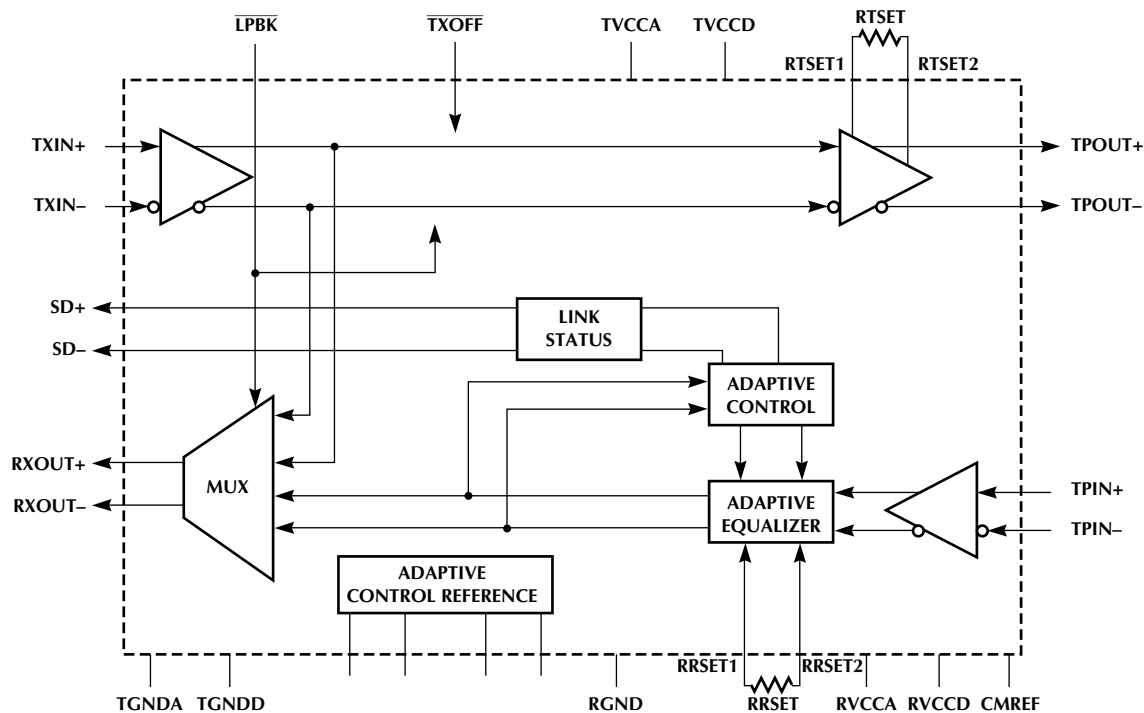 LPBK
TXOFF
TVCCA
TVCCD
RTSET
RTSET1
RTSET2
TXIN+
TPOUT+
TXIN–
TPOUT–
SD+
LINK
STATUS
SD–
ADAPTIVE
CONTROL
RXOUT+
MUX
RXOUT–
ADAPTIVE
EQUALIZER
TPIN+
TPIN–
ADAPTIVE
CONTROL REFERENCE
RRSET1
RRSET2
TGNDA
TGNDD
RGND
RRSET
RVCCA
RVCCD
CMREF